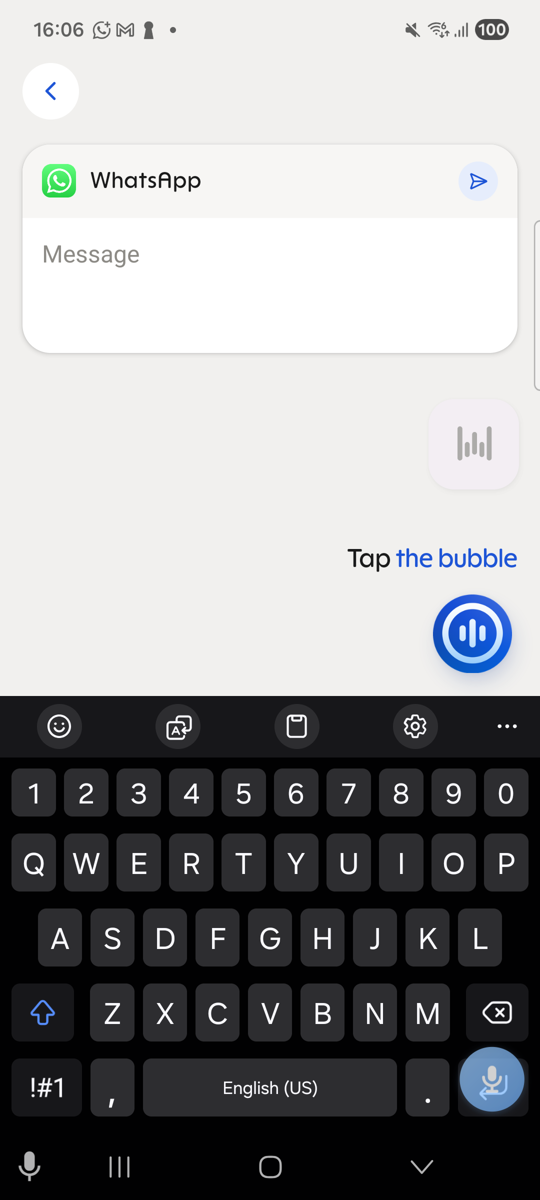 16:06
100
WhatsApp
Message
Tap the bubble
1 2 3 4 5 6 7 8 9 0
Q W E R T Y U I O P
A S D F G H J K L
Z X C V B N M
!#1 , English (US) .